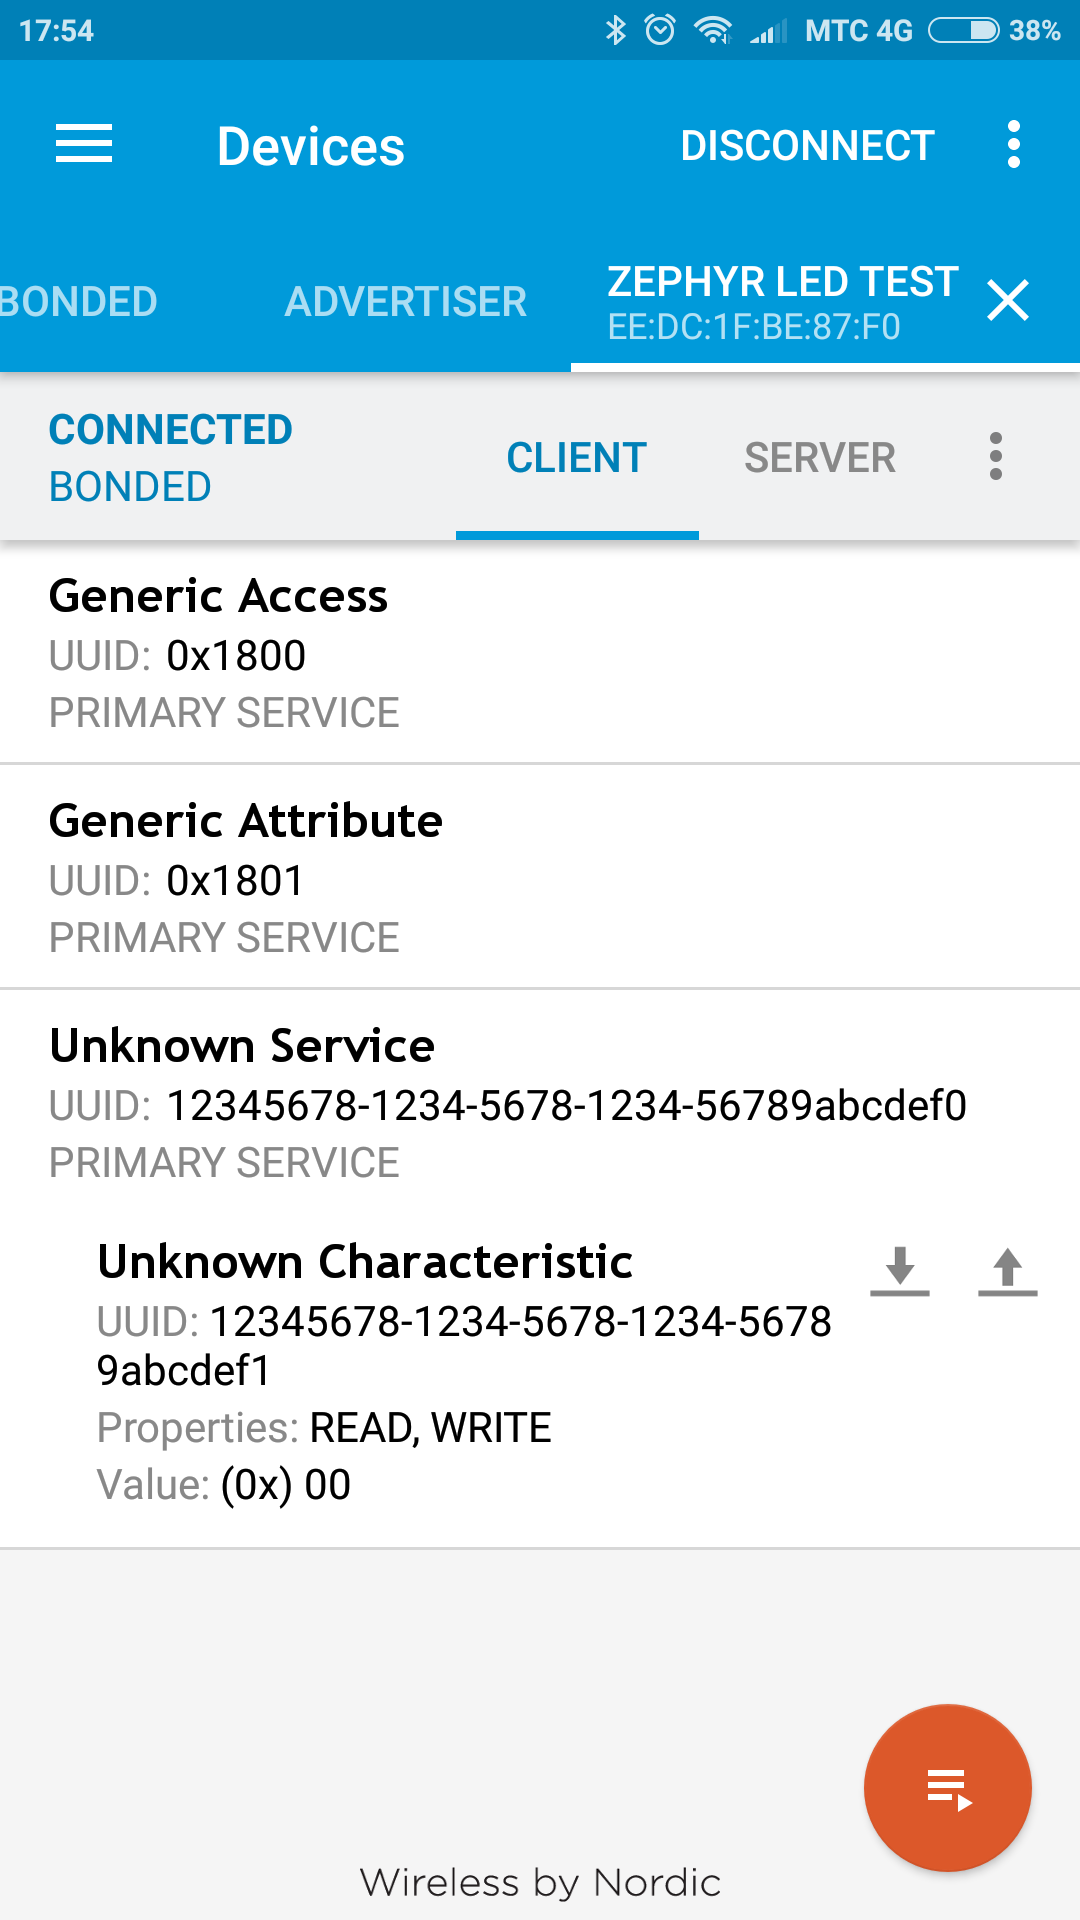 17:54 MTC 4G 38%
Devices DISCONNECT
BONDED ADVERTISER ZEPHYR LED TEST
EE:DC:1F:BE:87:F0
CONNECTED
BONDED
CLIENT SERVER
Generic Access
UUID: 0x1800
PRIMARY SERVICE
Generic Attribute
UUID: 0x1801
PRIMARY SERVICE
Unknown Service
UUID: 12345678-1234-5678-1234-56789abcdef0
PRIMARY SERVICE
Unknown Characteristic
UUID: 12345678-1234-5678-1234-5678
9abcdef1
Properties: READ, WRITE
Value: (0x) 00
Wireless by Nordic